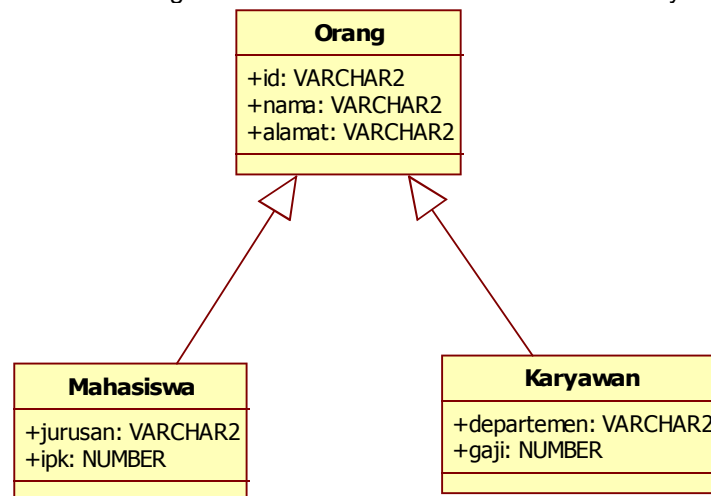 Orang
+id: VARCHAR2
+nama: VARCHAR2
+alamat: VARCHAR2
Mahasiswa
+jurusan: VARCHAR2
+ipk: NUMBER
Karyawan
+departemen: VARCHAR2
+gaji: NUMBER